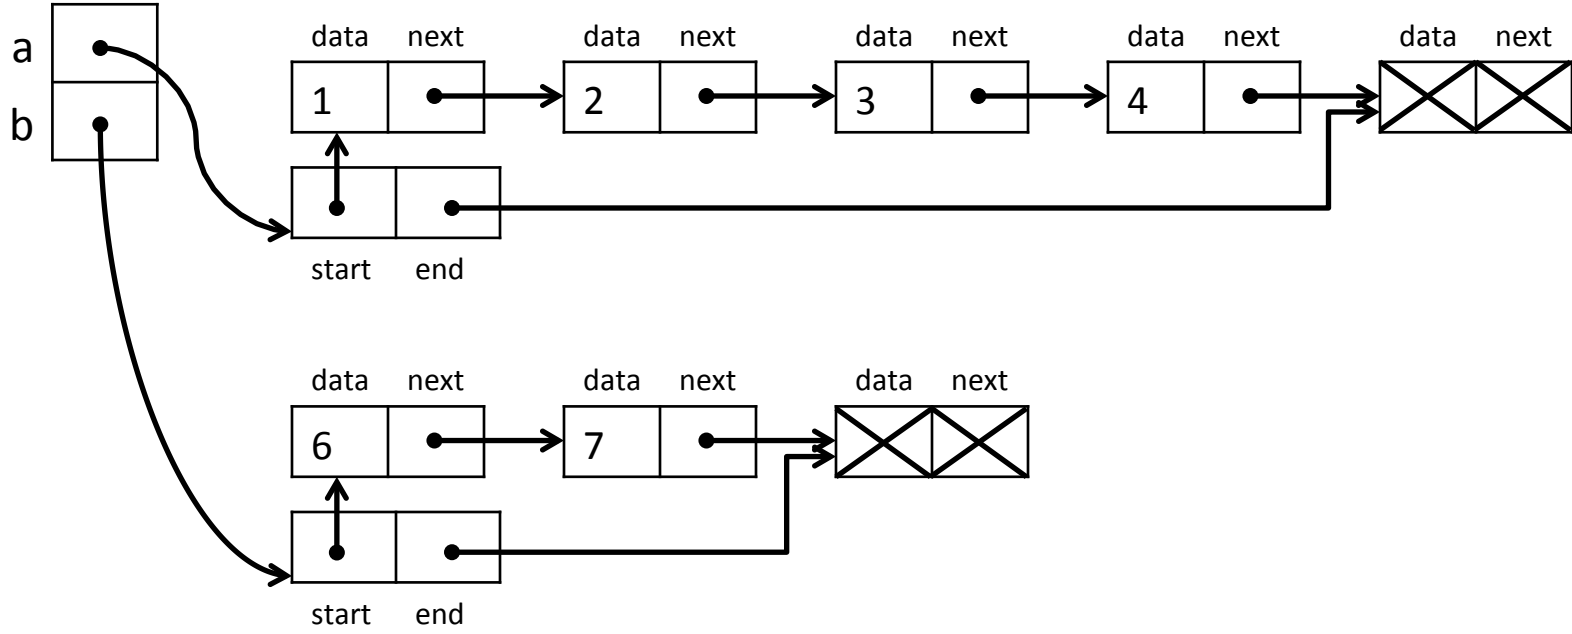 a
b
data next data next data next data next data next
1 2 3 4
start end
data next data next data next
6 7
start end